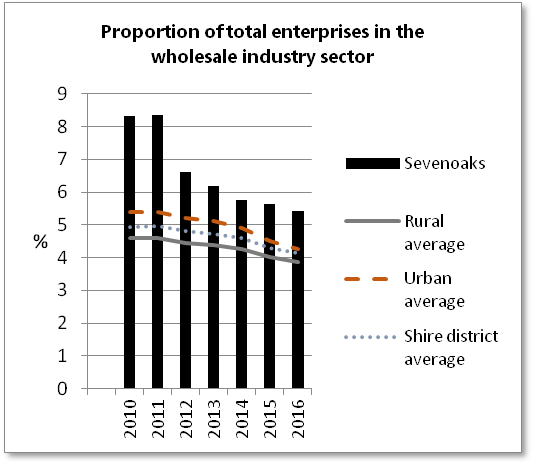 Proportion of total enterprises in the
wholesale industry sector
9
8
7
6
5
4
3
2
1
0
%
2010
2011
2012
2013
2014
2015
2016
Sevenoaks
Rural
average
Urban
average
Shire district
average